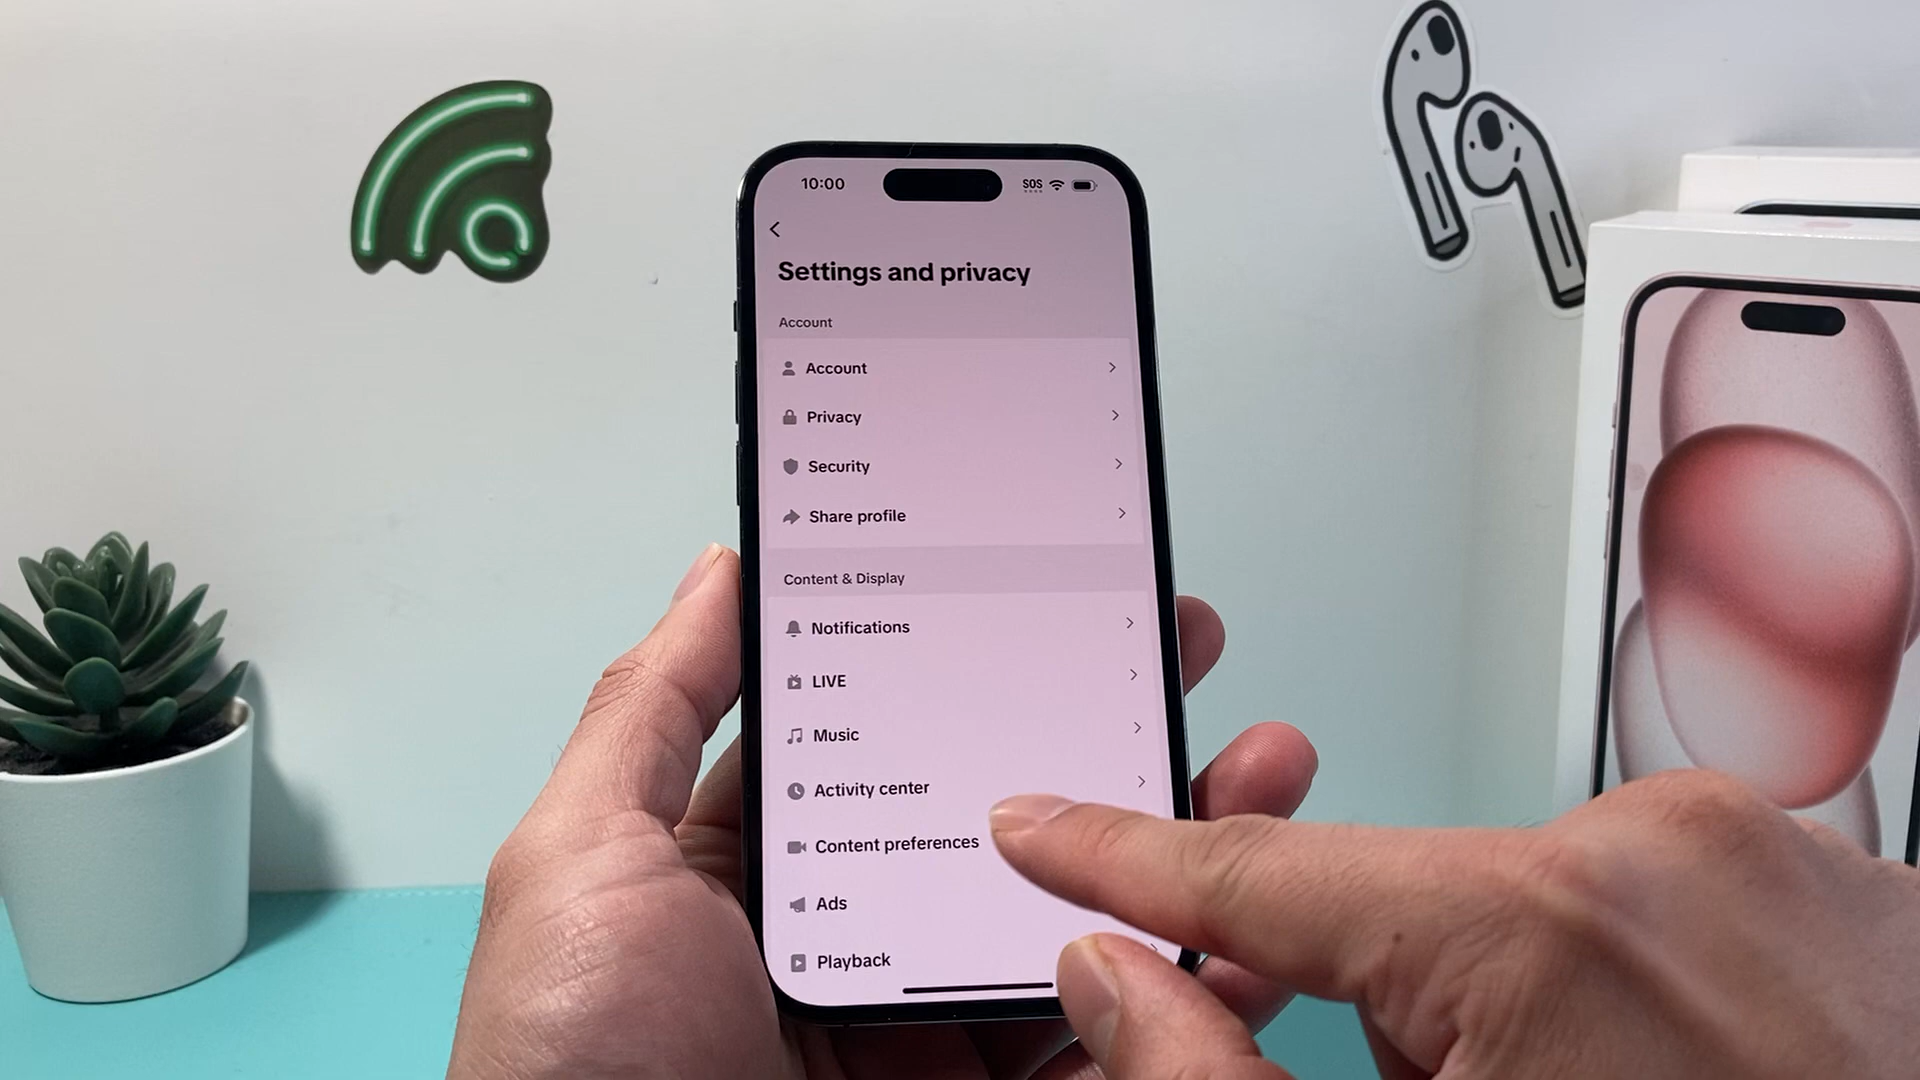 10:00 SOS
Settings and privacy
Account
Account
Privacy
Security
Share profile
Content & Display
Notifications
LIVE
Music
Activity center
Content preferences
Ads
Playback